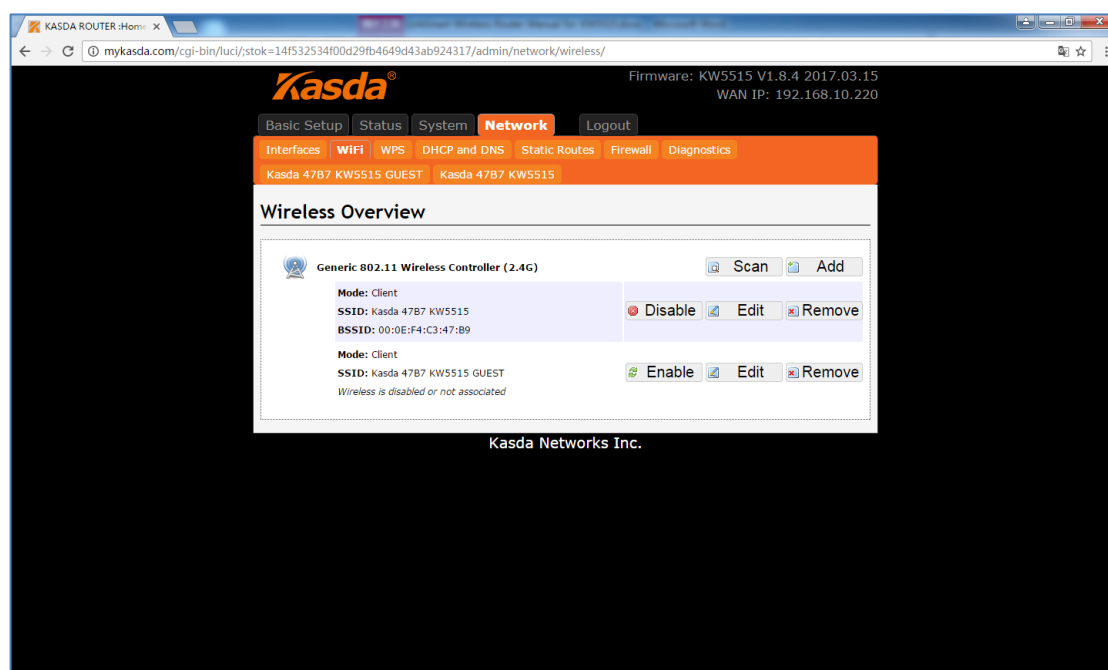 KASDA ROUTER :Home
mykasda.com/cgi-bin/luci/;stok=14f532534f00d29fb4649d43ab924317/admin/network/wireless/
Kasda®
Firmware: KW5515 V1.8.4 2017.03.15
WAN IP: 192.168.10.220
Basic Setup Status System Network Logout
Interfaces WiFi WPS DHCP and DNS Static Routes Firewall Diagnostics
Kasda 47B7 KW5515 GUEST Kasda 47B7 KW5515
Wireless Overview
Generic 802.11 Wireless Controller (2.4G) Scan Add
Mode: Client
SSID: Kasda 47B7 KW5515 Disable Edit Remove
BSSID: 00:0E:F4:C3:47:B9
Mode: Client
SSID: Kasda 47B7 KW5515 GUEST Enable Edit Remove
Wireless is disabled or not associated
Kasda Networks Inc.